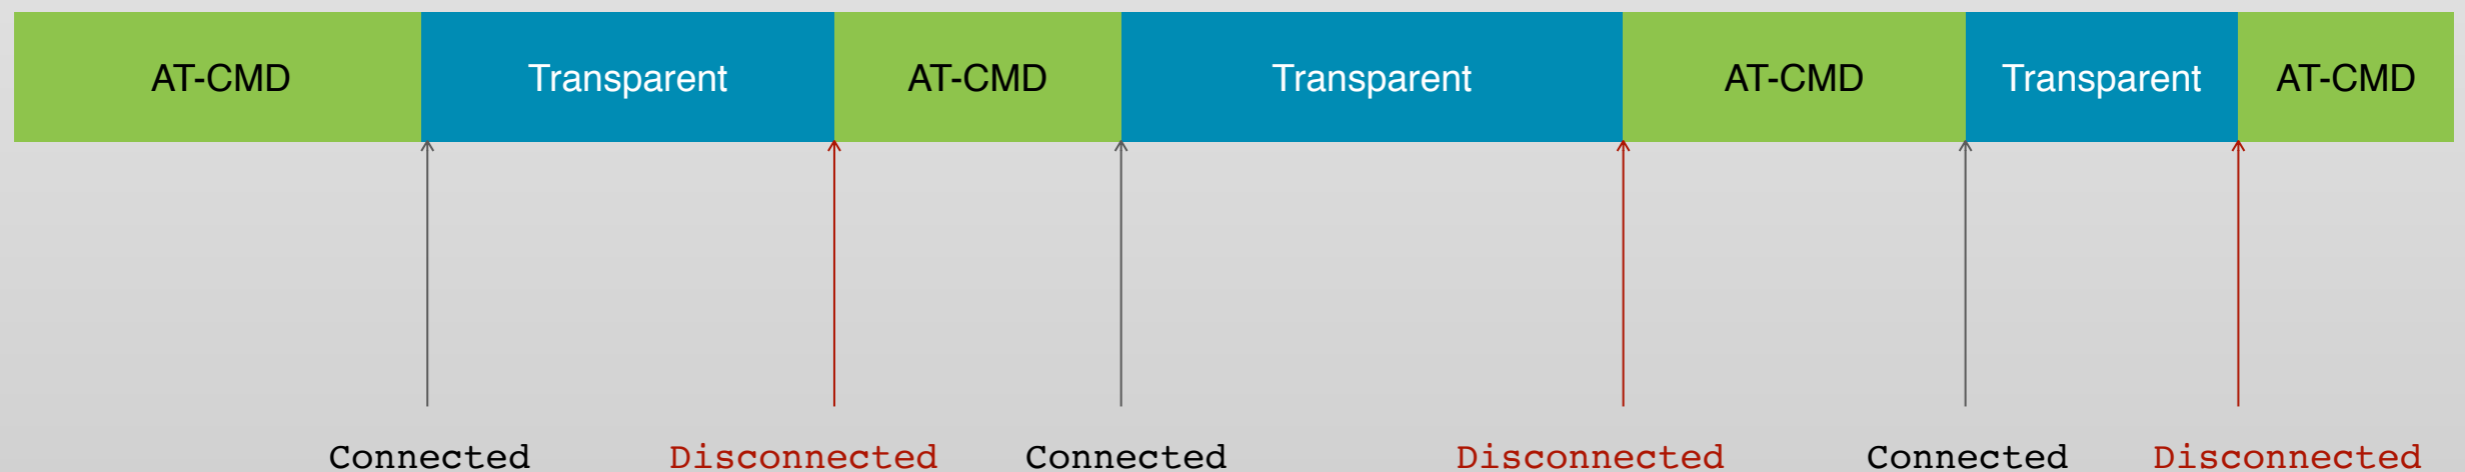 AT-CMD Transparent AT-CMD Transparent AT-CMD Transparent AT-CMD
Connected Disconnected Connected Disconnected Connected Disconnected